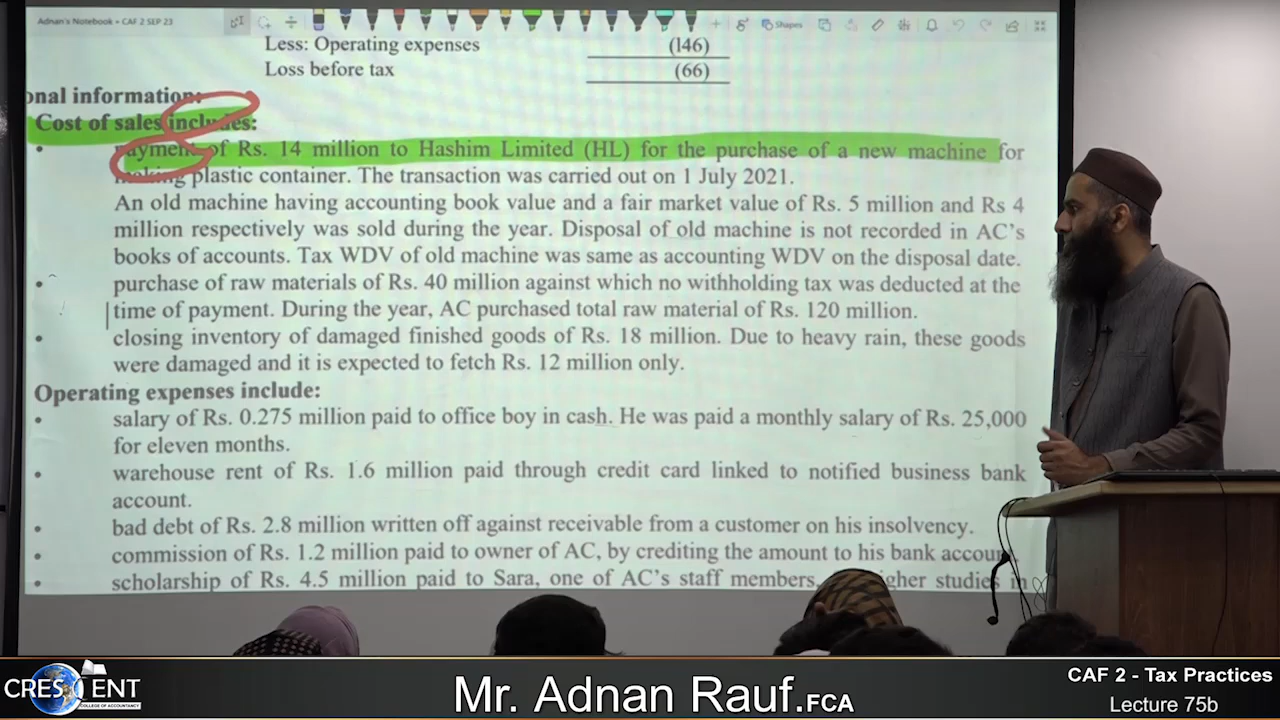 Adnan's Notebook • CAF 2 SEP 23
Shapes
Less: Operating expenses (146)
Loss before tax (66)
onal information:
Cost of sales includes:
• payment of Rs. 14 million to Hashim Limited (HL) for the purchase of a new machine for
making plastic container. The transaction was carried out on 1 July 2021.
An old machine having accounting book value and a fair market value of Rs. 5 million and Rs 4
million respectively was sold during the year. Disposal of old machine is not recorded in AC's
books of accounts. Tax WDV of old machine was same as accounting WDV on the disposal date.
• purchase of raw materials of Rs. 40 million against which no withholding tax was deducted at the
time of payment. During the year, AC purchased total raw material of Rs. 120 million.
• closing inventory of damaged finished goods of Rs. 18 million. Due to heavy rain, these goods
were damaged and it is expected to fetch Rs. 12 million only.
Operating expenses include:
• salary of Rs. 0.275 million paid to office boy in cash. He was paid a monthly salary of Rs. 25,000
for eleven months.
• warehouse rent of Rs. 1.6 million paid through credit card linked to notified business bank
account.
• bad debt of Rs. 2.8 million written off against receivable from a customer on his insolvency.
• commission of Rs. 1.2 million paid to owner of AC, by crediting the amount to his bank accoun
• scholarship of Rs. 4.5 million paid to Sara, one of AC's staff members, gher studies in
CRESCENT
COLLEGE OF ACCOUNTANCY
Mr. Adnan Rauf.FCA
CAF 2 - Tax Practices
Lecture 75b